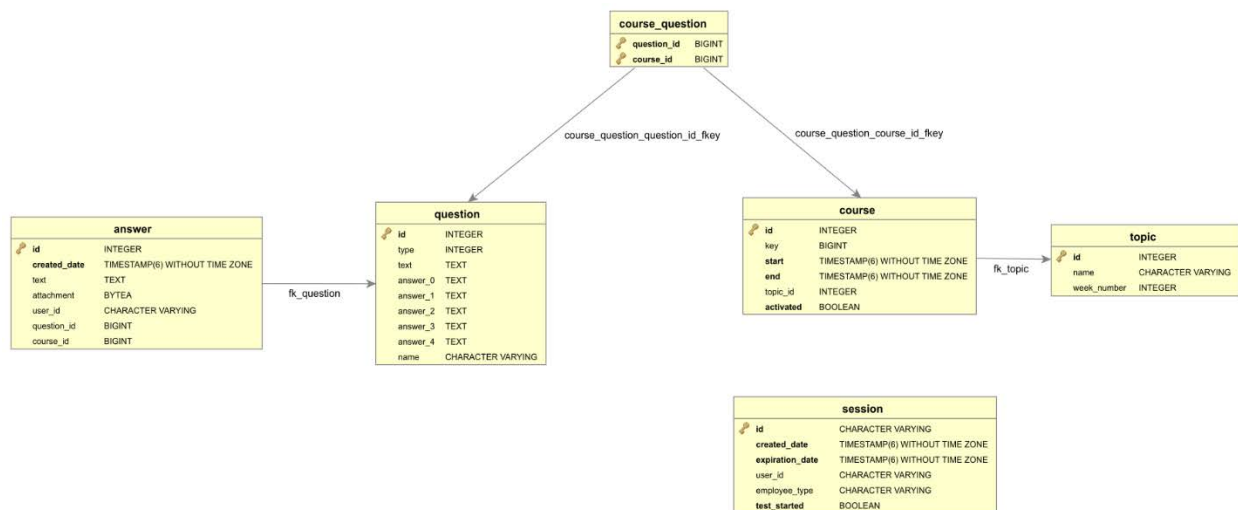 course_question
question_id BIGINT
course_id BIGINT
course_question_question_id_fkey
course_question_course_id_fkey
answer
id INTEGER
created_date TIMESTAMP(6) WITHOUT TIME ZONE
text TEXT
attachment BYTEA
user_id CHARACTER VARYING
question_id BIGINT
course_id BIGINT
fk_question
question
id INTEGER
type INTEGER
text TEXT
answer_0 TEXT
answer_1 TEXT
answer_2 TEXT
answer_3 TEXT
answer_4 TEXT
name CHARACTER VARYING
course
id INTEGER
key BIGINT
start TIMESTAMP(6) WITHOUT TIME ZONE
end TIMESTAMP(6) WITHOUT TIME ZONE
topic_id INTEGER
activated BOOLEAN
fk_topic
topic
id INTEGER
name CHARACTER VARYING
week_number INTEGER
session
id CHARACTER VARYING
created_date TIMESTAMP(6) WITHOUT TIME ZONE
expiration_date TIMESTAMP(6) WITHOUT TIME ZONE
user_id CHARACTER VARYING
employee_type CHARACTER VARYING
test_started BOOLEAN